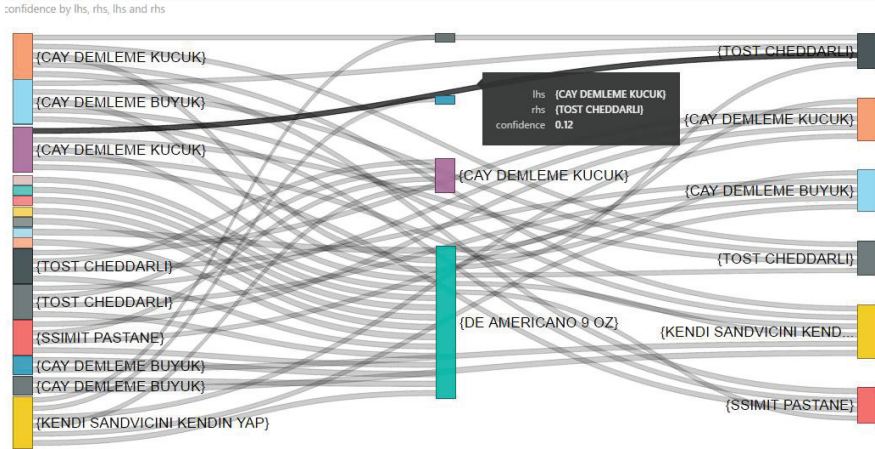 confidence by lhs, rhs, lhs and rhs
{CAY DEMLEME KUCUK}
{CAY DEMLEME BUYUK}
{CAY DEMLEME KUCUK}
{TOST CHEDDARLI}
{TOST CHEDDARLI}
{SSIMIT PASTANE}
{CAY DEMLEME BUYUK}
{CAY DEMLEME BUYUK}
{KENDI SANDVICINI KENDIN YAP}
lhs {CAY DEMLEME KUCUK}
rhs {TOST CHEDDARLI}
confidence 0.12
{CAY DEMLEME KUCUK}
{DE AMERICANO 9 OZ}
{TOST CHEDDARLI}
{CAY DEMLEME KUCUK}
{CAY DEMLEME BUYUK}
{TOST CHEDDARLI}
{KENDI SANDVICINI KEND...
{SSIMIT PASTANE}